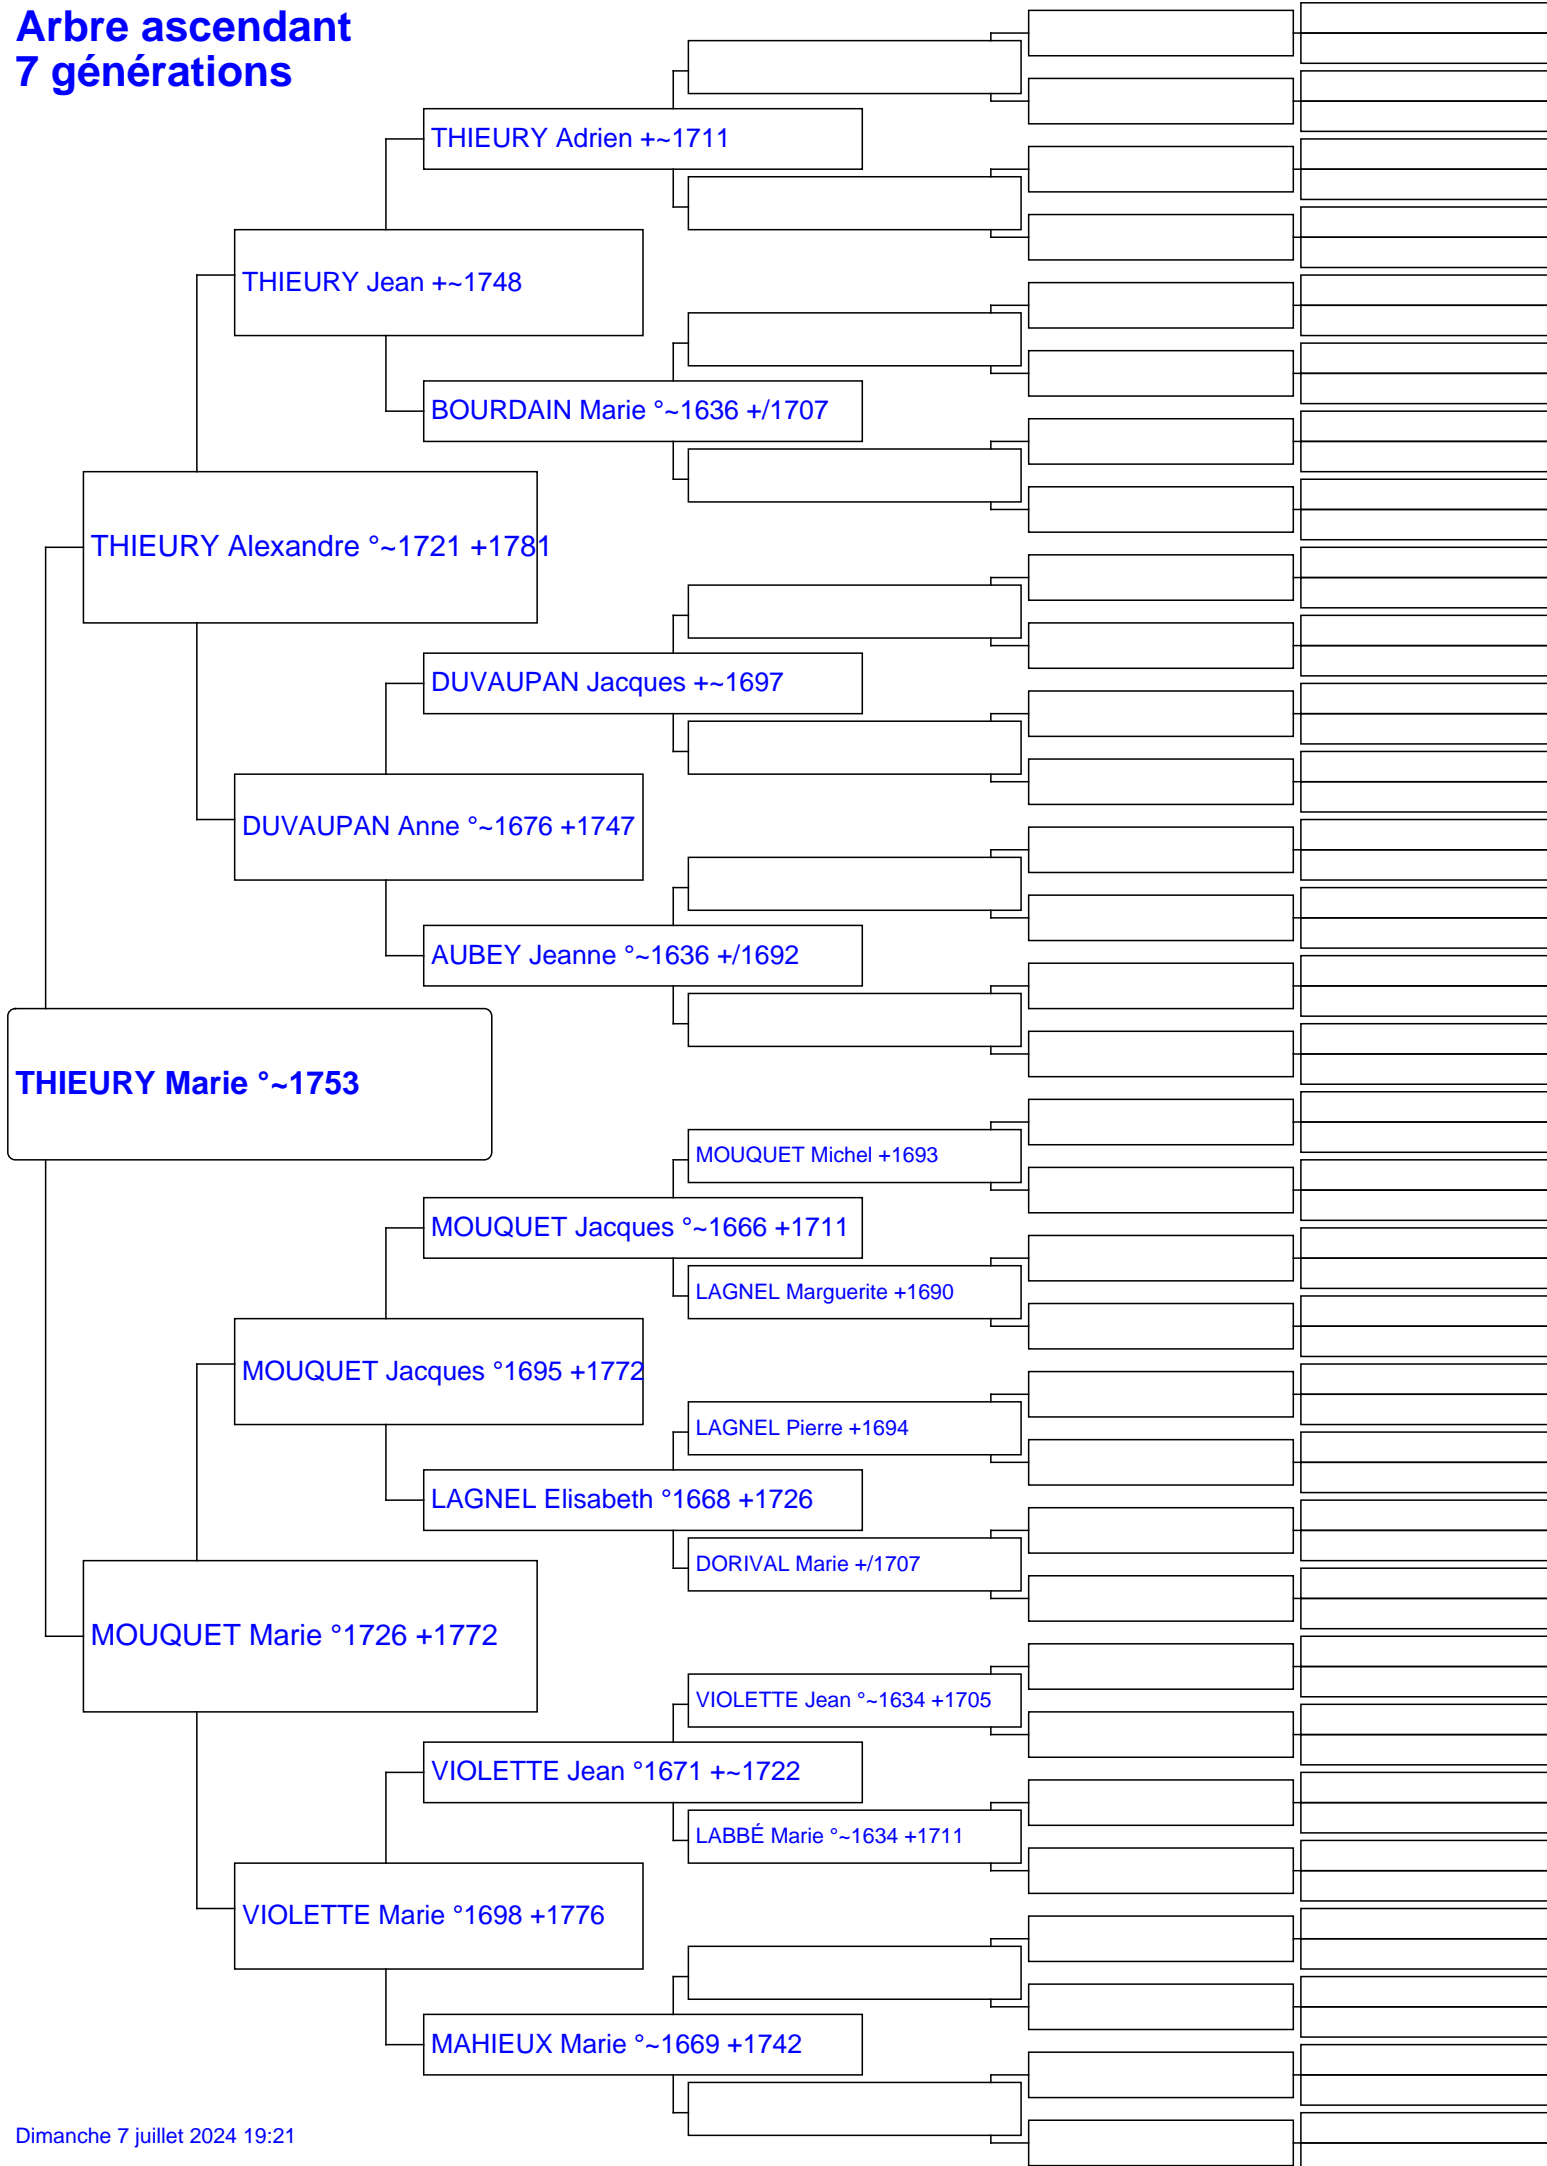 Arbre ascendant
7 générations
THIEURY Adrien +~1711
THIEURY Jean +~1748
BOURDAIN Marie °~1636 +/1707
THIEURY Alexandre °~1721 +1781
DUVAUPAN Jacques +~1697
DUVAUPAN Anne °~1676 +1747
AUBEY Jeanne °~1636 +/1692
THIEURY Marie °~1753
MOUQUET Michel +1693
MOUQUET Jacques °~1666 +1711
LAGNEL Marguerite +1690
MOUQUET Jacques °1695 +1772
LAGNEL Pierre +1694
LAGNEL Elisabeth °1668 +1726
DORIVAL Marie +/1707
MOUQUET Marie °1726 +1772
VIOLETTE Jean °~1634 +1705
VIOLETTE Jean °1671 +~1722
LABBÉ Marie °~1634 +1711
VIOLETTE Marie °1698 +1776
MAHIEUX Marie °~1669 +1742
Dimanche 7 juillet 2024 19:21